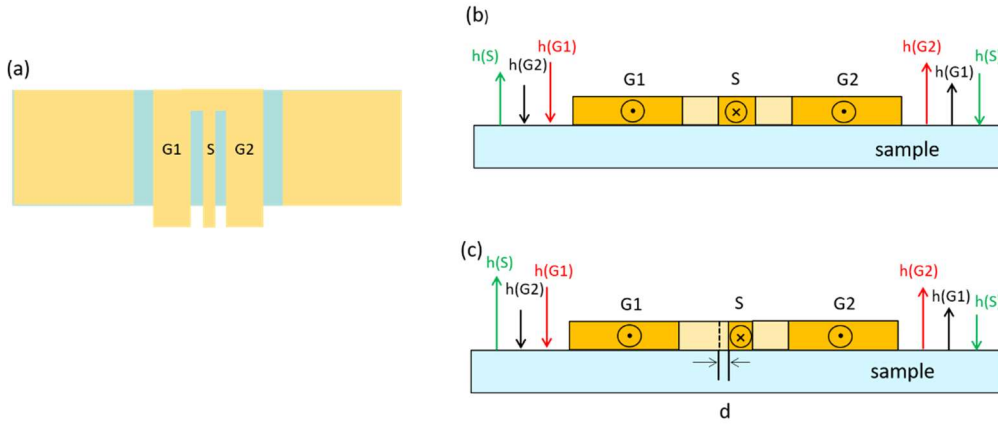 (a)
G1 S G2
(b)
h(S)
h(G2)
h(G1)
G1 S G2
h(G2)
h(G1)
h(S)
sample
(c)
h(S)
h(G2)
h(G1)
G1 S G2
h(G2)
h(G1)
h(S)
sample
d